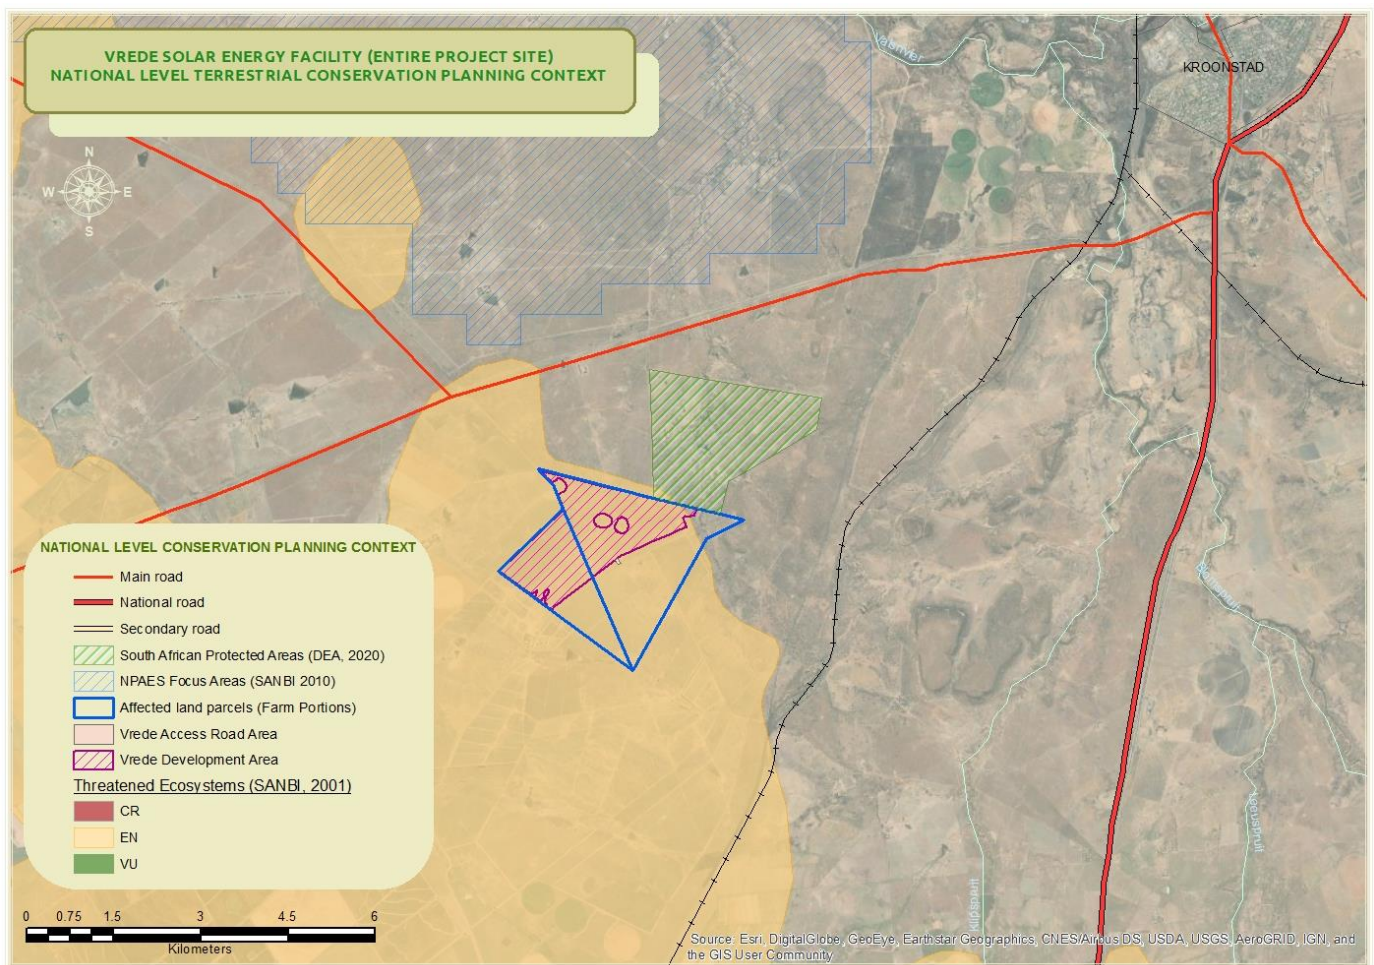 VREDE SOLAR ENERGY FACILITY (ENTIRE PROJECT SITE)
NATIONAL LEVEL TERRESTRIAL CONSERVATION PLANNING CONTEXT
KROONSTAD
N
W
E
S
NATIONAL LEVEL CONSERVATION PLANNING CONTEXT
Main road
National road
Secondary road
South African Protected Areas (DEA, 2020)
NPAES Focus Areas (SANBI 2010)
Affected land parcels (Farm Portions)
Vrede Access Road Area
Vrede Development Area
Threatened Ecosystems (SANBI, 2001)
CR
EN
VU
0 0.75 1.5 3 4.5 6
Kilometers
Klipspruit
Source: Esri, DigitalGlobe, GeoEye, Earthstar Geographics, CNES/Airbus DS, USDA, USGS, AeroGRID, IGN, and
the GIS User Community